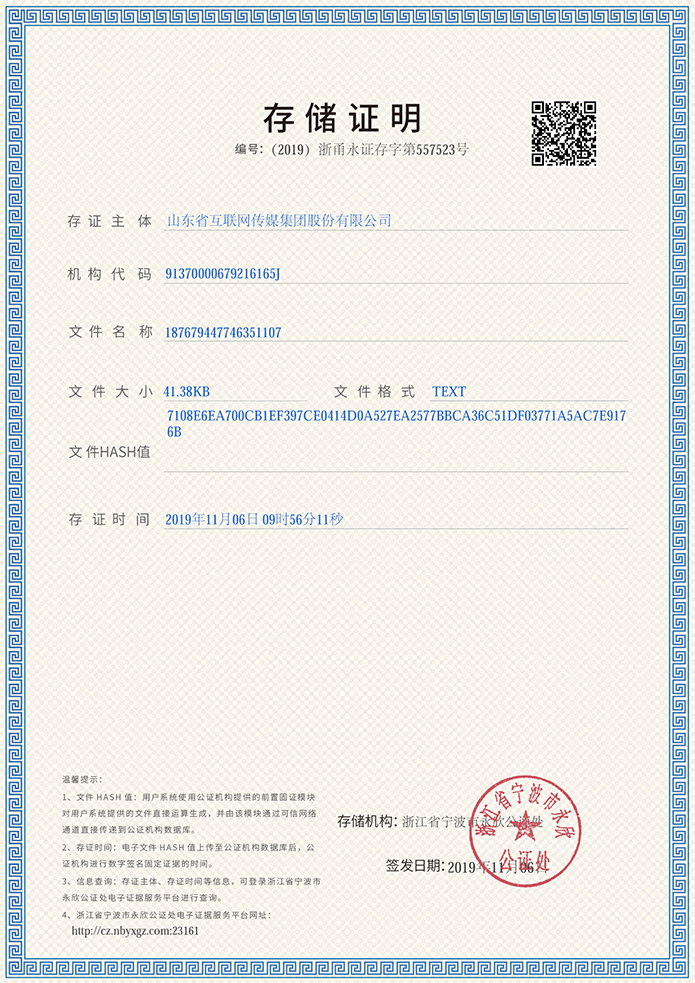 存储证明
编号：（2019）浙甬永证存字第557523号
存证主体 山东省互联网传媒集团股份有限公司
机构代码 91370000679216165J
文件名称 187679447746351107
文件大小 41.38KB 文件格式 TEXT
7108E6EA700CB1EF397CE0414D0A527EA2577BBCA36C51DF03771A5AC7E917
6B
文件HASH值
存证时间 2019年11月06日 09时56分11秒
温馨提示：
1、文件 HASH 值：用户系统使用公证机构提供的前置固证模块
对用户系统提供的文件直接运算生成，并由该模块通过可信网络
通道直接传递到公证机构数据库。
2、存证时间：电子文件 HASH 值上传至公证机构数据库后，公
证机构进行数字签名固定证据的时间。
3、信息查询：存证主体、存证时间等信息，可登录浙江省宁波市
永欣公证处电子证据服务平台进行查询。
4、浙江省宁波市永欣公证处电子证据服务平台网址：
http://cz.nbyxgz.com:23161
存储机构：浙江省宁波市永欣公证处
签发日期：2019年11月06日
浙江省宁波市永欣
公证处